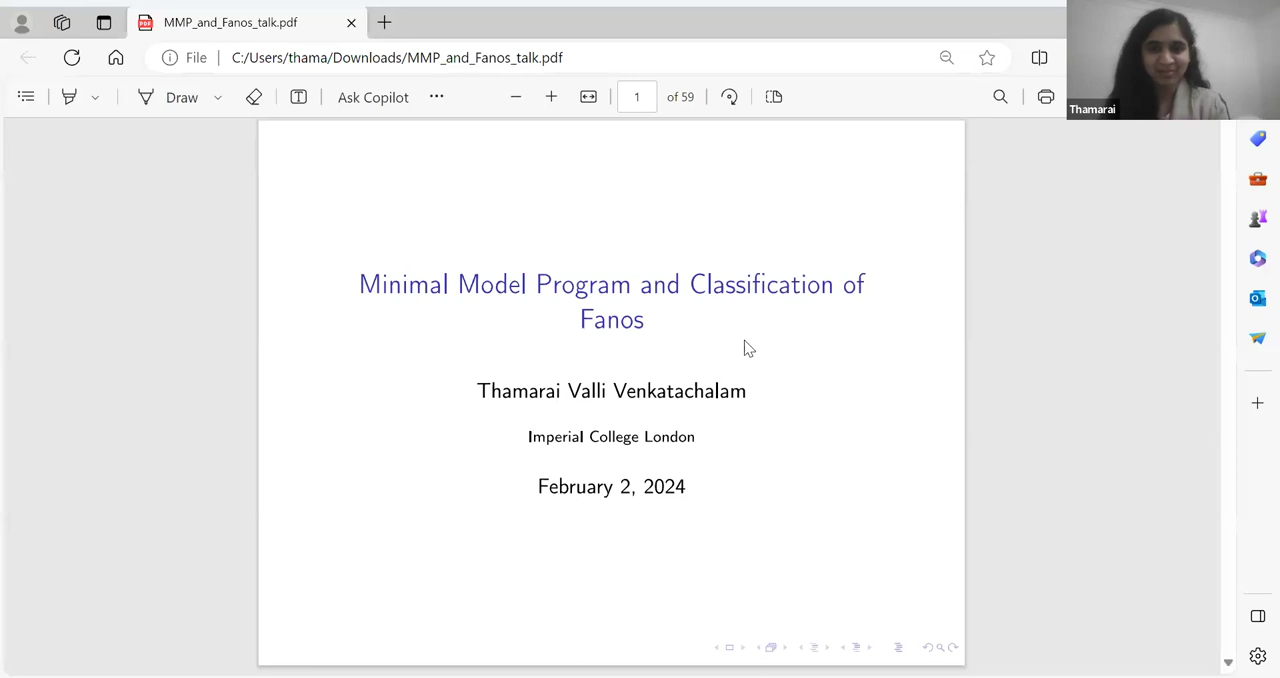 MMP_and_Fanos_talk.pdf
File
C:/Users/thama/Downloads/MMP_and_Fanos_talk.pdf
Draw
Ask Copilot
1
of 59
Thamarai
Minimal Model Program and Classification of
Fanos
Thamarai Valli Venkatachalam
Imperial College London
February 2, 2024